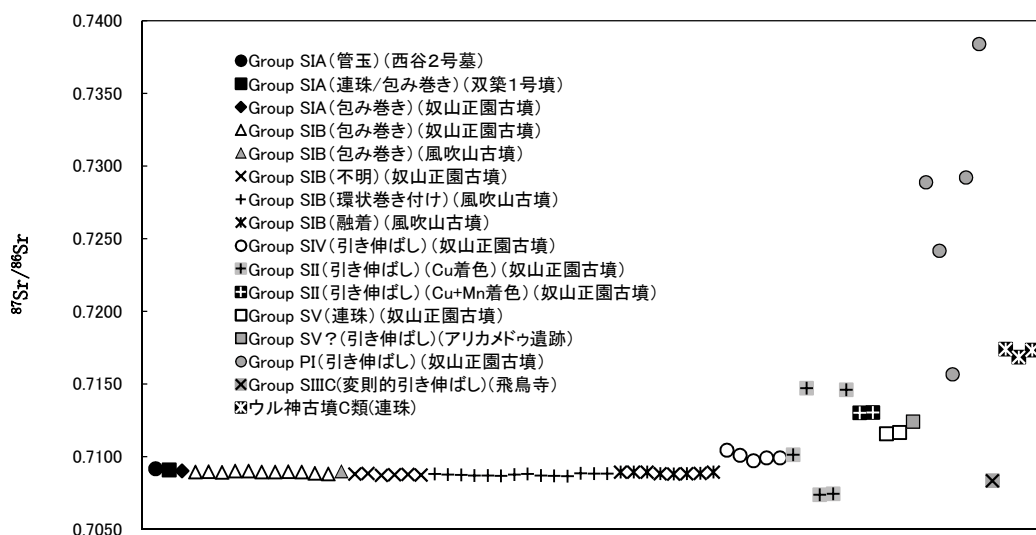 0.7400
0.7350
0.7300
0.7250
0.7200
0.7150
0.7100
0.7050
⁸⁷Sr/⁸⁶Sr
Group SIA(管玉)(西谷2号墓)
Group SIA(連珠/包み巻き)(双築1号墳)
Group SIA(包み巻き)(奴山正園古墳)
Group SIB(包み巻き)(奴山正園古墳)
Group SIB(包み巻き)(風吹山古墳)
Group SIB(不明)(奴山正園古墳)
Group SIB(環状巻き付け)(風吹山古墳)
Group SIB(融着)(風吹山古墳)
Group SIV(引き伸ばし)(奴山正園古墳)
Group SII(引き伸ばし)(Cu着色)(奴山正園古墳)
Group SII(引き伸ばし)(Cu+Mn着色)(奴山正園古墳)
Group SV(連珠)(奴山正園古墳)
Group SV?(引き伸ばし)(アリカメドゥ遺跡)
Group PI(引き伸ばし)(奴山正園古墳)
Group SIIIC(変則的引き伸ばし)(飛鳥寺)
ウル神古墳C類(連珠)